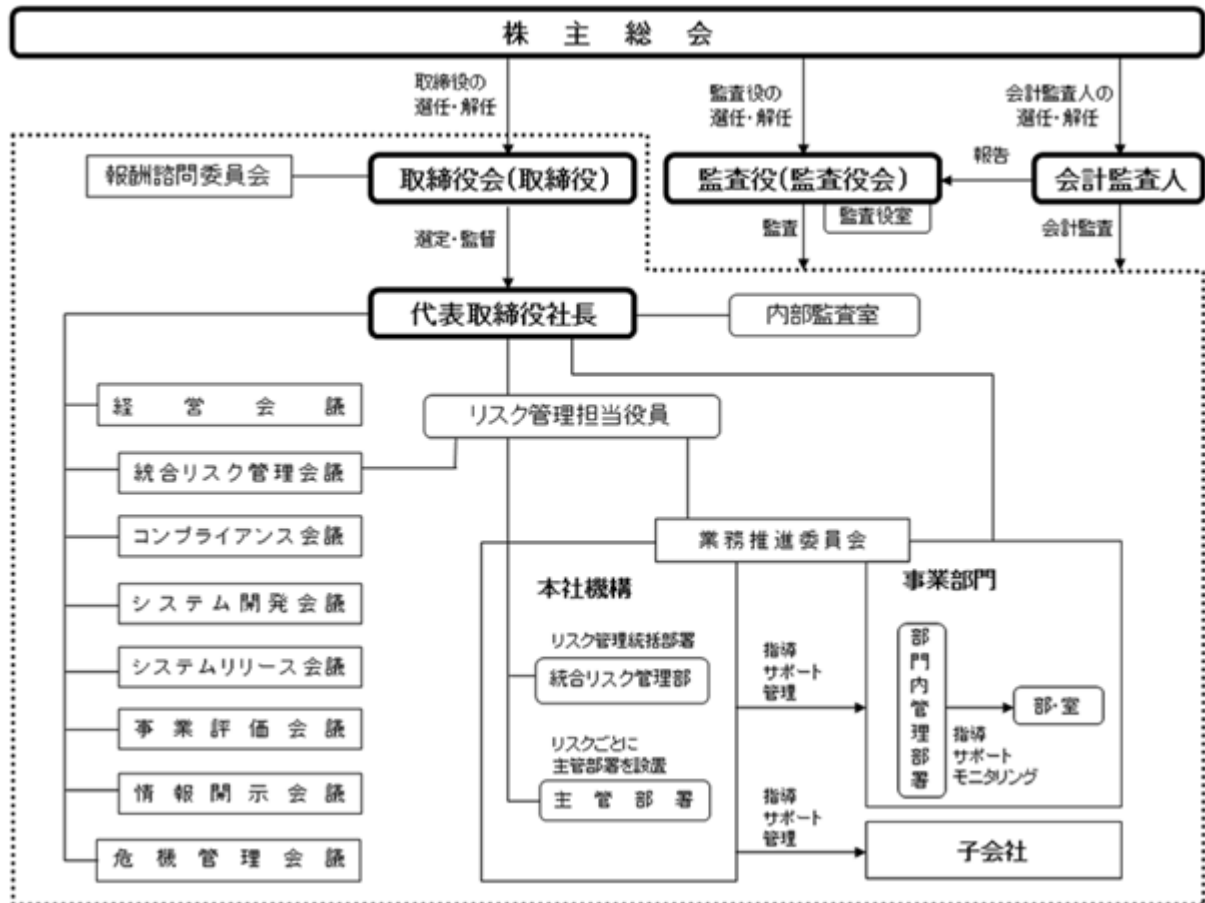 株主総会
取締役の
選任・解任
監査役の
選任・解任
会計監査人の
選任・解任
報酬諮問委員会
取締役会(取締役)
監査役(監査役会)
報告
会計監査人
監査役室
選定・監督
監査
会計監査
代表取締役社長
内部監査室
経営会議
リスク管理担当役員
統合リスク管理会議
コンプライアンス会議
業務推進委員会
システム開発会議
本社機構
事業部門
リスク管理統括部署
統合リスク管理部
指導
サポート
管理
部門内管理部署
部・室
指導
サポート
モニタリング
システムリリース会議
事業評価会議
リスクごとに
主管部署を設置
主管部署
情報開示会議
指導
サポート
管理
危機管理会議
子会社